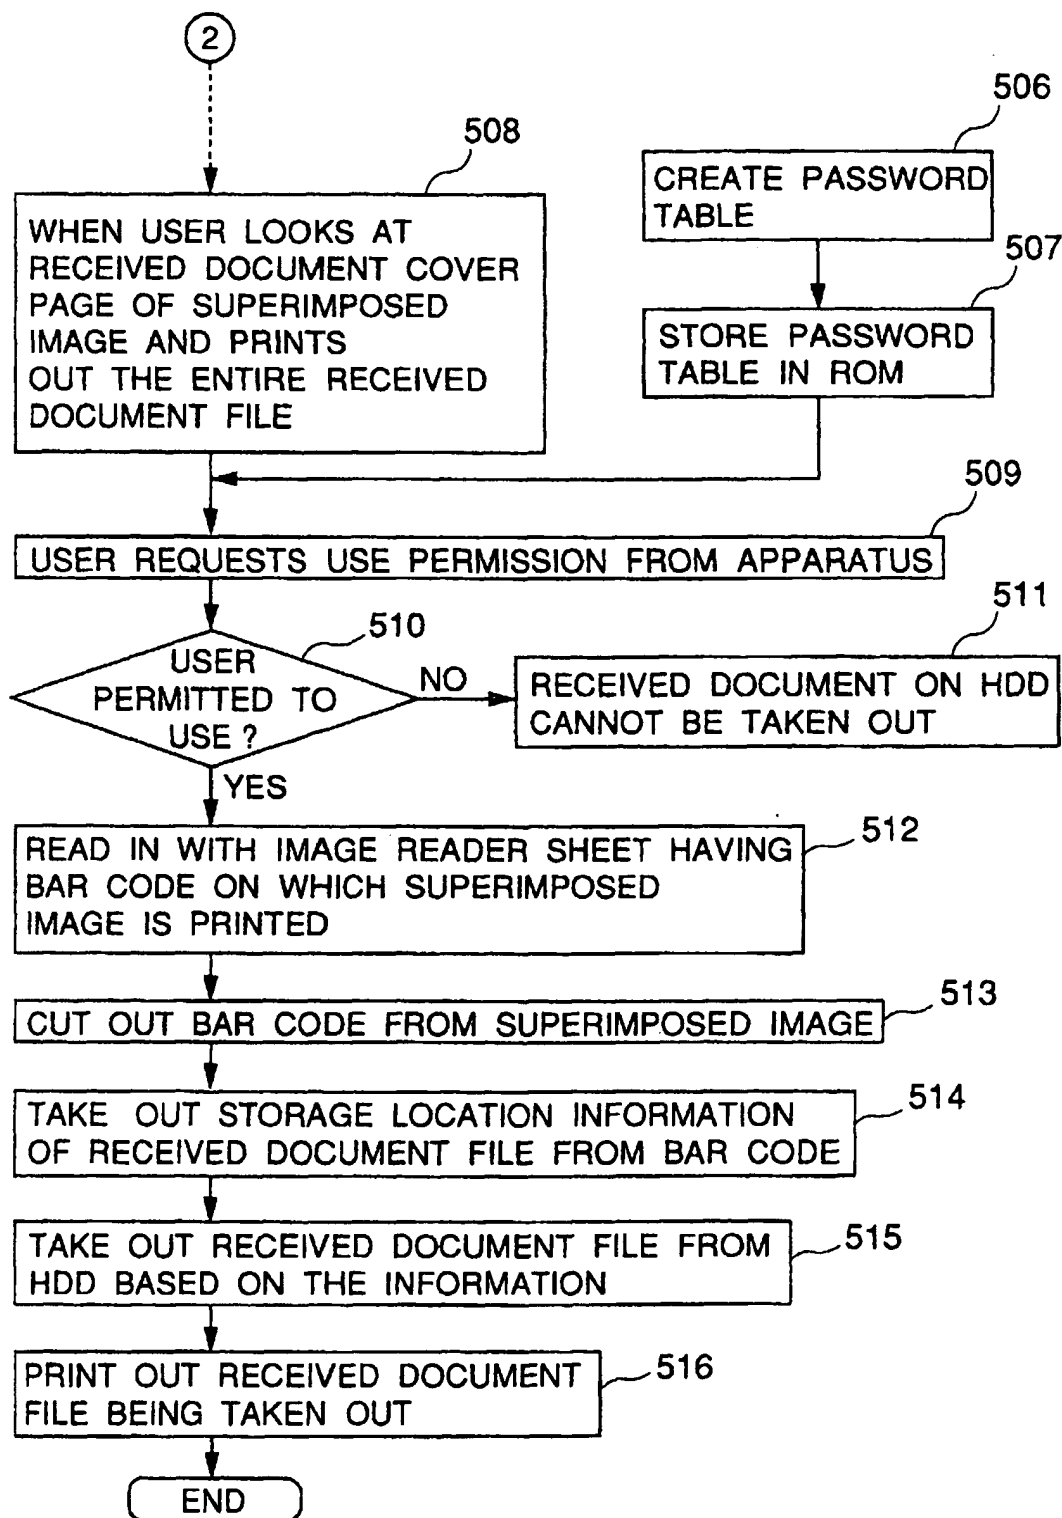 2
506
508
CREATE PASSWORD
TABLE
WHEN USER LOOKS AT
RECEIVED DOCUMENT COVER
PAGE OF SUPERIMPOSED
IMAGE AND PRINTS
OUT THE ENTIRE RECEIVED
DOCUMENT FILE
507
STORE PASSWORD
TABLE IN ROM
509
USER REQUESTS USE PERMISSION FROM APPARATUS
510
USER
PERMITTED TO
USE ?
NO
511
RECEIVED DOCUMENT ON HDD
CANNOT BE TAKEN OUT
YES
512
READ IN WITH IMAGE READER SHEET HAVING
BAR CODE ON WHICH SUPERIMPOSED
IMAGE IS PRINTED
513
CUT OUT BAR CODE FROM SUPERIMPOSED IMAGE
514
TAKE OUT STORAGE LOCATION INFORMATION
OF RECEIVED DOCUMENT FILE FROM BAR CODE
515
TAKE OUT RECEIVED DOCUMENT FILE FROM
HDD BASED ON THE INFORMATION
516
PRINT OUT RECEIVED DOCUMENT
FILE BEING TAKEN OUT
END